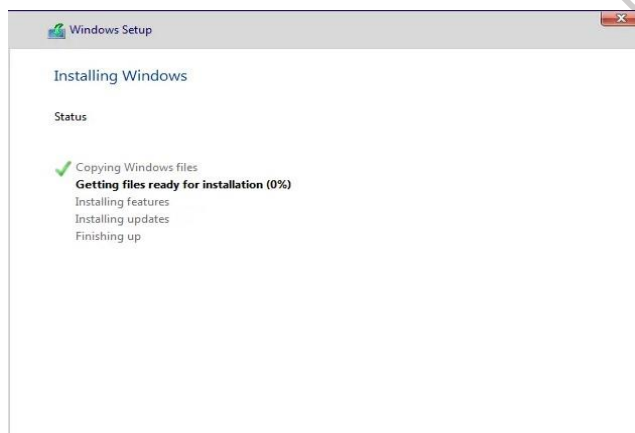 Windows Setup
Installing Windows
Status
Copying Windows files
Getting files ready for installation (0%)
Installing features
Installing updates
Finishing up